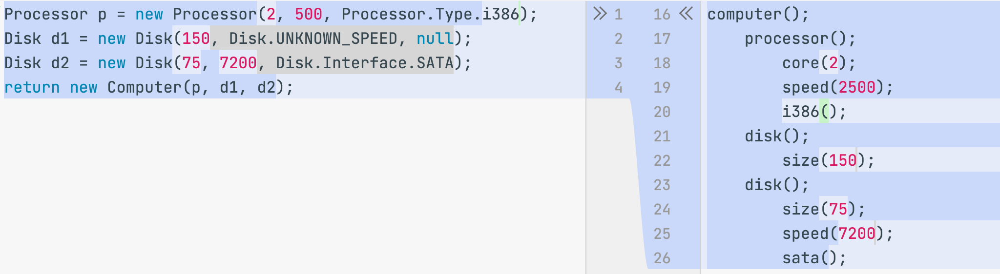 Processor p = new Processor(2, 500, Processor.Type.i386);
Disk d1 = new Disk(150, Disk.UNKNOWN_SPEED, null);
Disk d2 = new Disk(75, 7200, Disk.Interface.SATA);
return new Computer(p, d1, d2);
>> 1
2
3
4
16 <<
17
18
19
20
21
22
23
24
25
26
computer();
    processor();
        core(2);
        speed(2500);
        i386();
    disk();
        size(150);
    disk();
        size(75);
        speed(7200);
        sata();